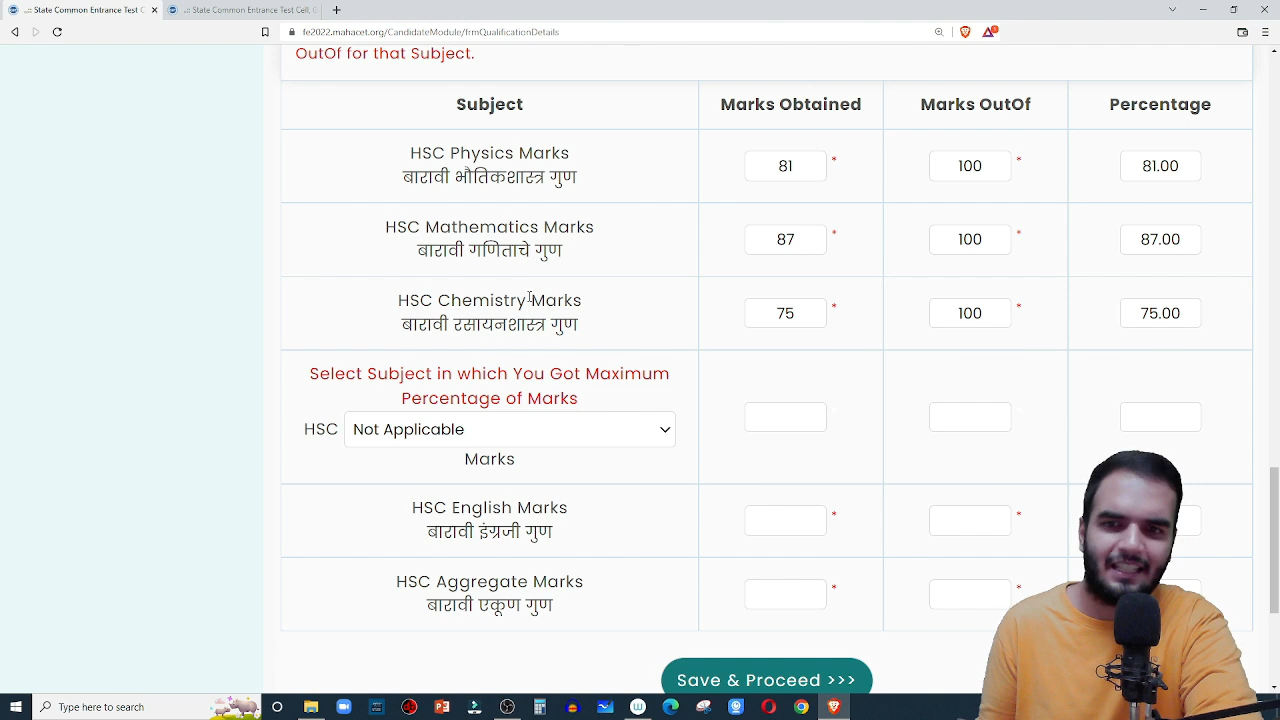 .:: State Common Entrance Test C
.:: State Common Entrance Test Cell, G
fe2022.mahacet.org/CandidateModule/frmQualificationDetails
OutOf for that Subject.
Subject Marks Obtained Marks OutOf Percentage
HSC Physics Marks
बारावी भौतिकशास्त्र गुण
81 * 100 * 81.00
HSC Mathematics Marks
बारावी गणिताचे गुण
87 * 100 * 87.00
HSC Chemistry Marks
बारावी रसायनशास्त्र गुण
75 * 100 * 75.00
Select Subject in which You Got Maximum
Percentage of Marks
HSC Not Applicable
Marks
HSC English Marks
बारावी इंग्रजी गुण
* *
HSC Aggregate Marks
बारावी एकूण गुण
* *
Save & Proceed >>>
Type here to search